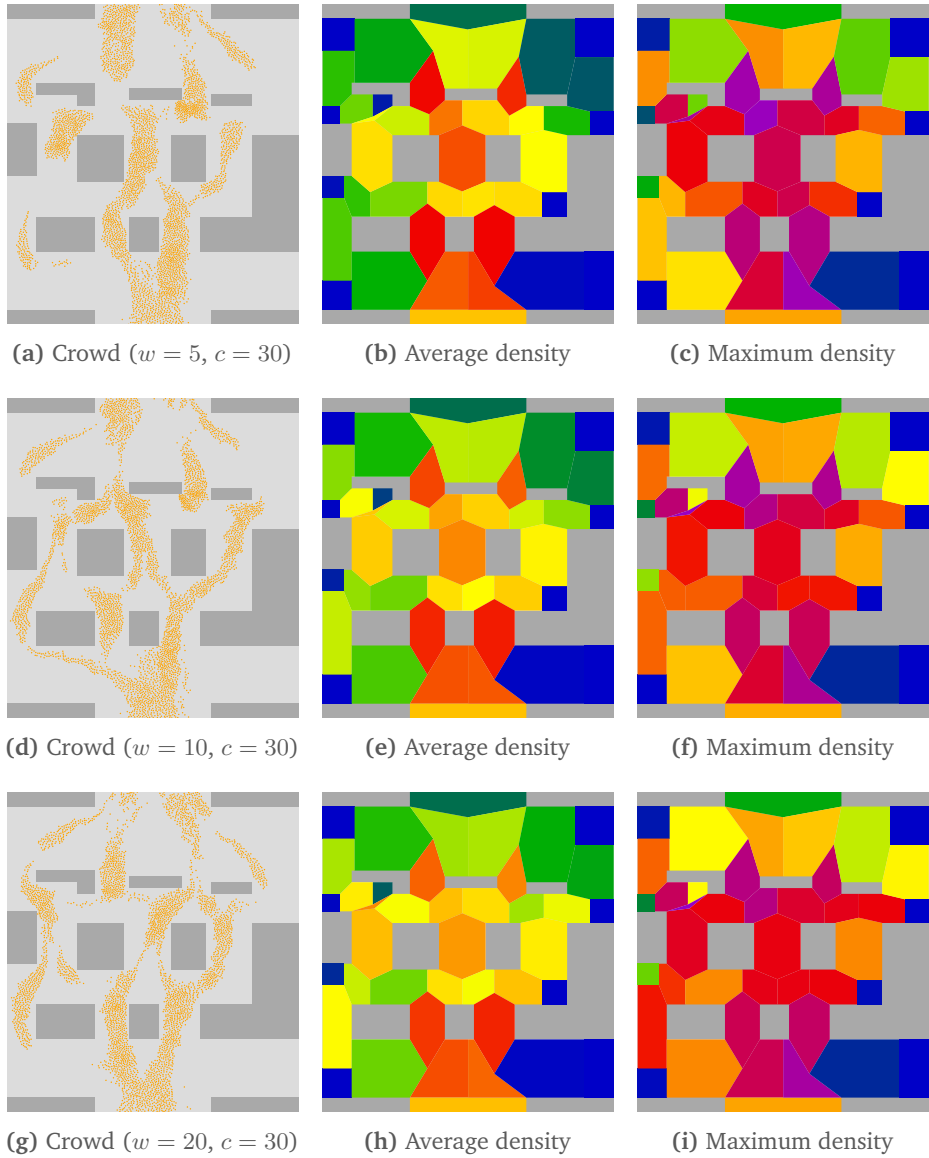 (a) Crowd (w = 5, c = 30)
(b) Average density
(c) Maximum density
(d) Crowd (w = 10, c = 30)
(e) Average density
(f) Maximum density
(g) Crowd (w = 20, c = 30)
(h) Average density
(i) Maximum density